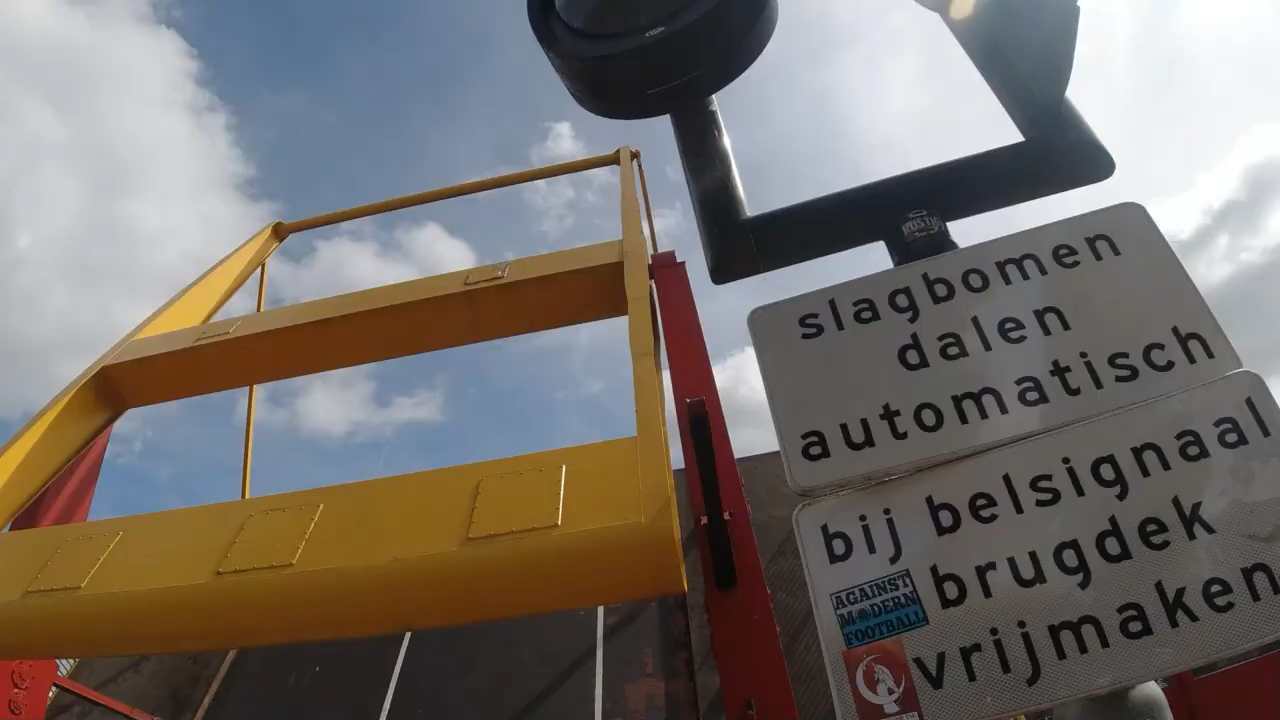 slagbomen
dalen
automatisch
bij belsignaal
brugdek
vrijmaken
AGAINST
MODERN
FOOTBALL